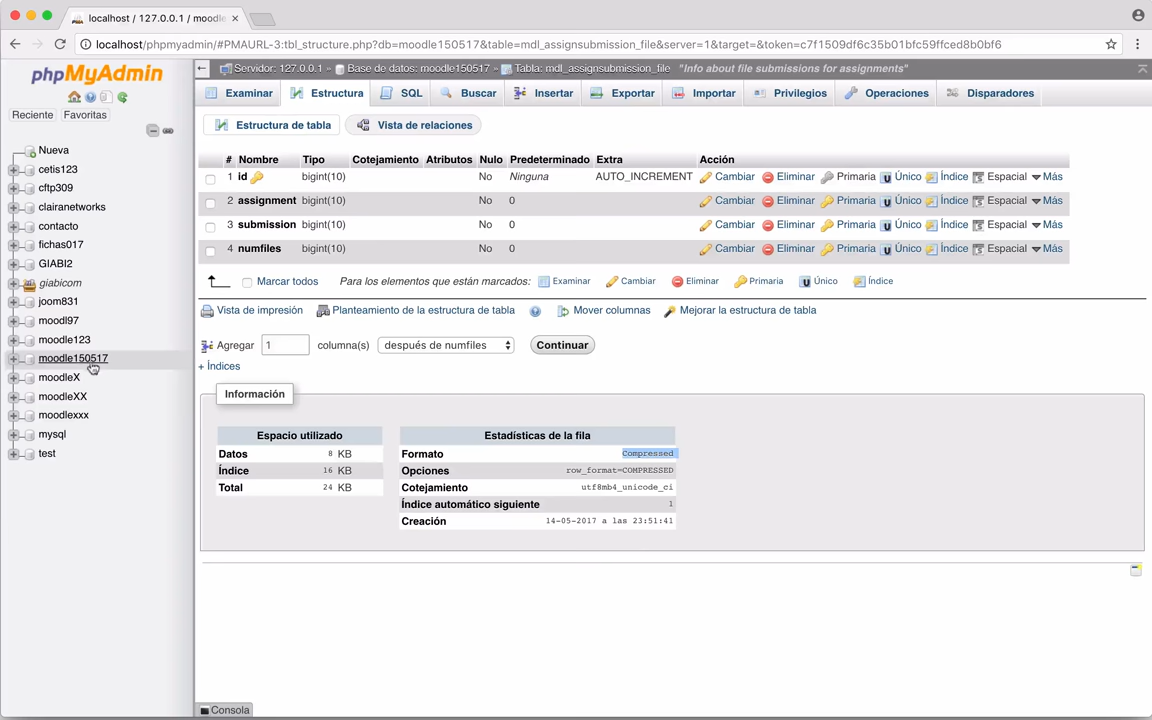 localhost / 127.0.0.1 / moodle
localhost/phpmyadmin/#PMAURL-3:tbl_structure.php?db=moodle150517&table=mdl_assignsubmission_file&server=1&target=&token=c7f1509df6c35b01bfc59ffced8b0bf6
phpMyAdmin
Reciente Favoritas
Nueva
cetis123
cftp309
clairanetworks
contacto
fichas017
GIABI2
giabicom
joom831
moodl97
moodle123
moodle150517
moodleX
moodleXX
moodlexxx
mysql
test
Servidor: 127.0.0.1 » Base de datos: moodle150517 » Tabla: mdl_assignsubmission_file "Info about file submissions for assignments"
Examinar Estructura SQL Buscar Insertar Exportar Importar Privilegios Operaciones Disparadores
Estructura de tabla Vista de relaciones
# Nombre Tipo Cotejamiento Atributos Nulo Predeterminado Extra Acción
1 id bigint(10) No Ninguna AUTO_INCREMENT Cambiar Eliminar Primaria Único Índice Espacial Más
2 assignment bigint(10) No 0 Cambiar Eliminar Primaria Único Índice Espacial Más
3 submission bigint(10) No 0 Cambiar Eliminar Primaria Único Índice Espacial Más
4 numfiles bigint(10) No 0 Cambiar Eliminar Primaria Único Índice Espacial Más
Marcar todos Para los elementos que están marcados: Examinar Cambiar Eliminar Primaria Único Índice
Vista de impresión Planteamiento de la estructura de tabla Mover columnas Mejorar la estructura de tabla
Agregar 1 columna(s) después de numfiles Continuar
+ Índices
Información
Espacio utilizado
Datos 8 KB
Índice 16 KB
Total 24 KB
Estadísticas de la fila
Formato Compressed
Opciones row_format=COMPRESSED
Cotejamiento utf8mb4_unicode_ci
Índice automático siguiente 1
Creación 14-05-2017 a las 23:51:41
Consola